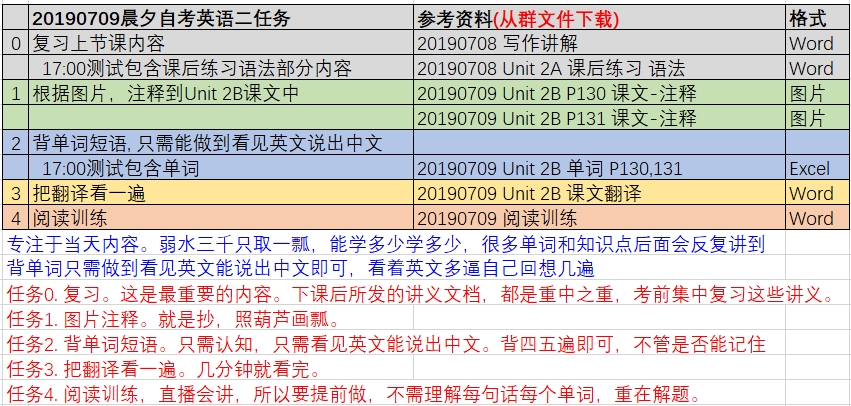 20190709晨夕自考英语二任务 参考资料(从群文件下载) 格式
0 复习上节课内容 20190708 写作讲解 Word
17:00测试包含课后练习语法部分内容 20190708 Unit 2A 课后练习 语法 Word
1 根据图片，注释到Unit 2B课文中 20190709 Unit 2B P130 课文-注释 图片
20190709 Unit 2B P131 课文-注释 图片
2 背单词短语, 只需能做到看见英文说出中文
17:00测试包含单词 20190709 Unit 2B 单词 P130,131 Excel
3 把翻译看一遍 20190709 Unit 2B 课文翻译 Word
4 阅读训练 20190709 阅读训练 Word
专注于当天内容。弱水三千只取一瓢，能学多少学多少，很多单词和知识点后面会反复讲到
背单词只需做到看见英文能说出中文即可，看着英文多逼自己回想几遍
任务0. 复习。这是最重要的内容。下课后所发的讲义文档，都是重中之重，考前集中复习这些讲义。
任务1. 图片注释。就是抄，照葫芦画瓢。
任务2. 背单词短语。只需认知，只需看见英文能说出中文。背四五遍即可，不管是否能记住
任务3. 把翻译看一遍。几分钟就看完。
任务4. 阅读训练，直播会讲，所以要提前做，不需理解每句话每个单词，重在解题。